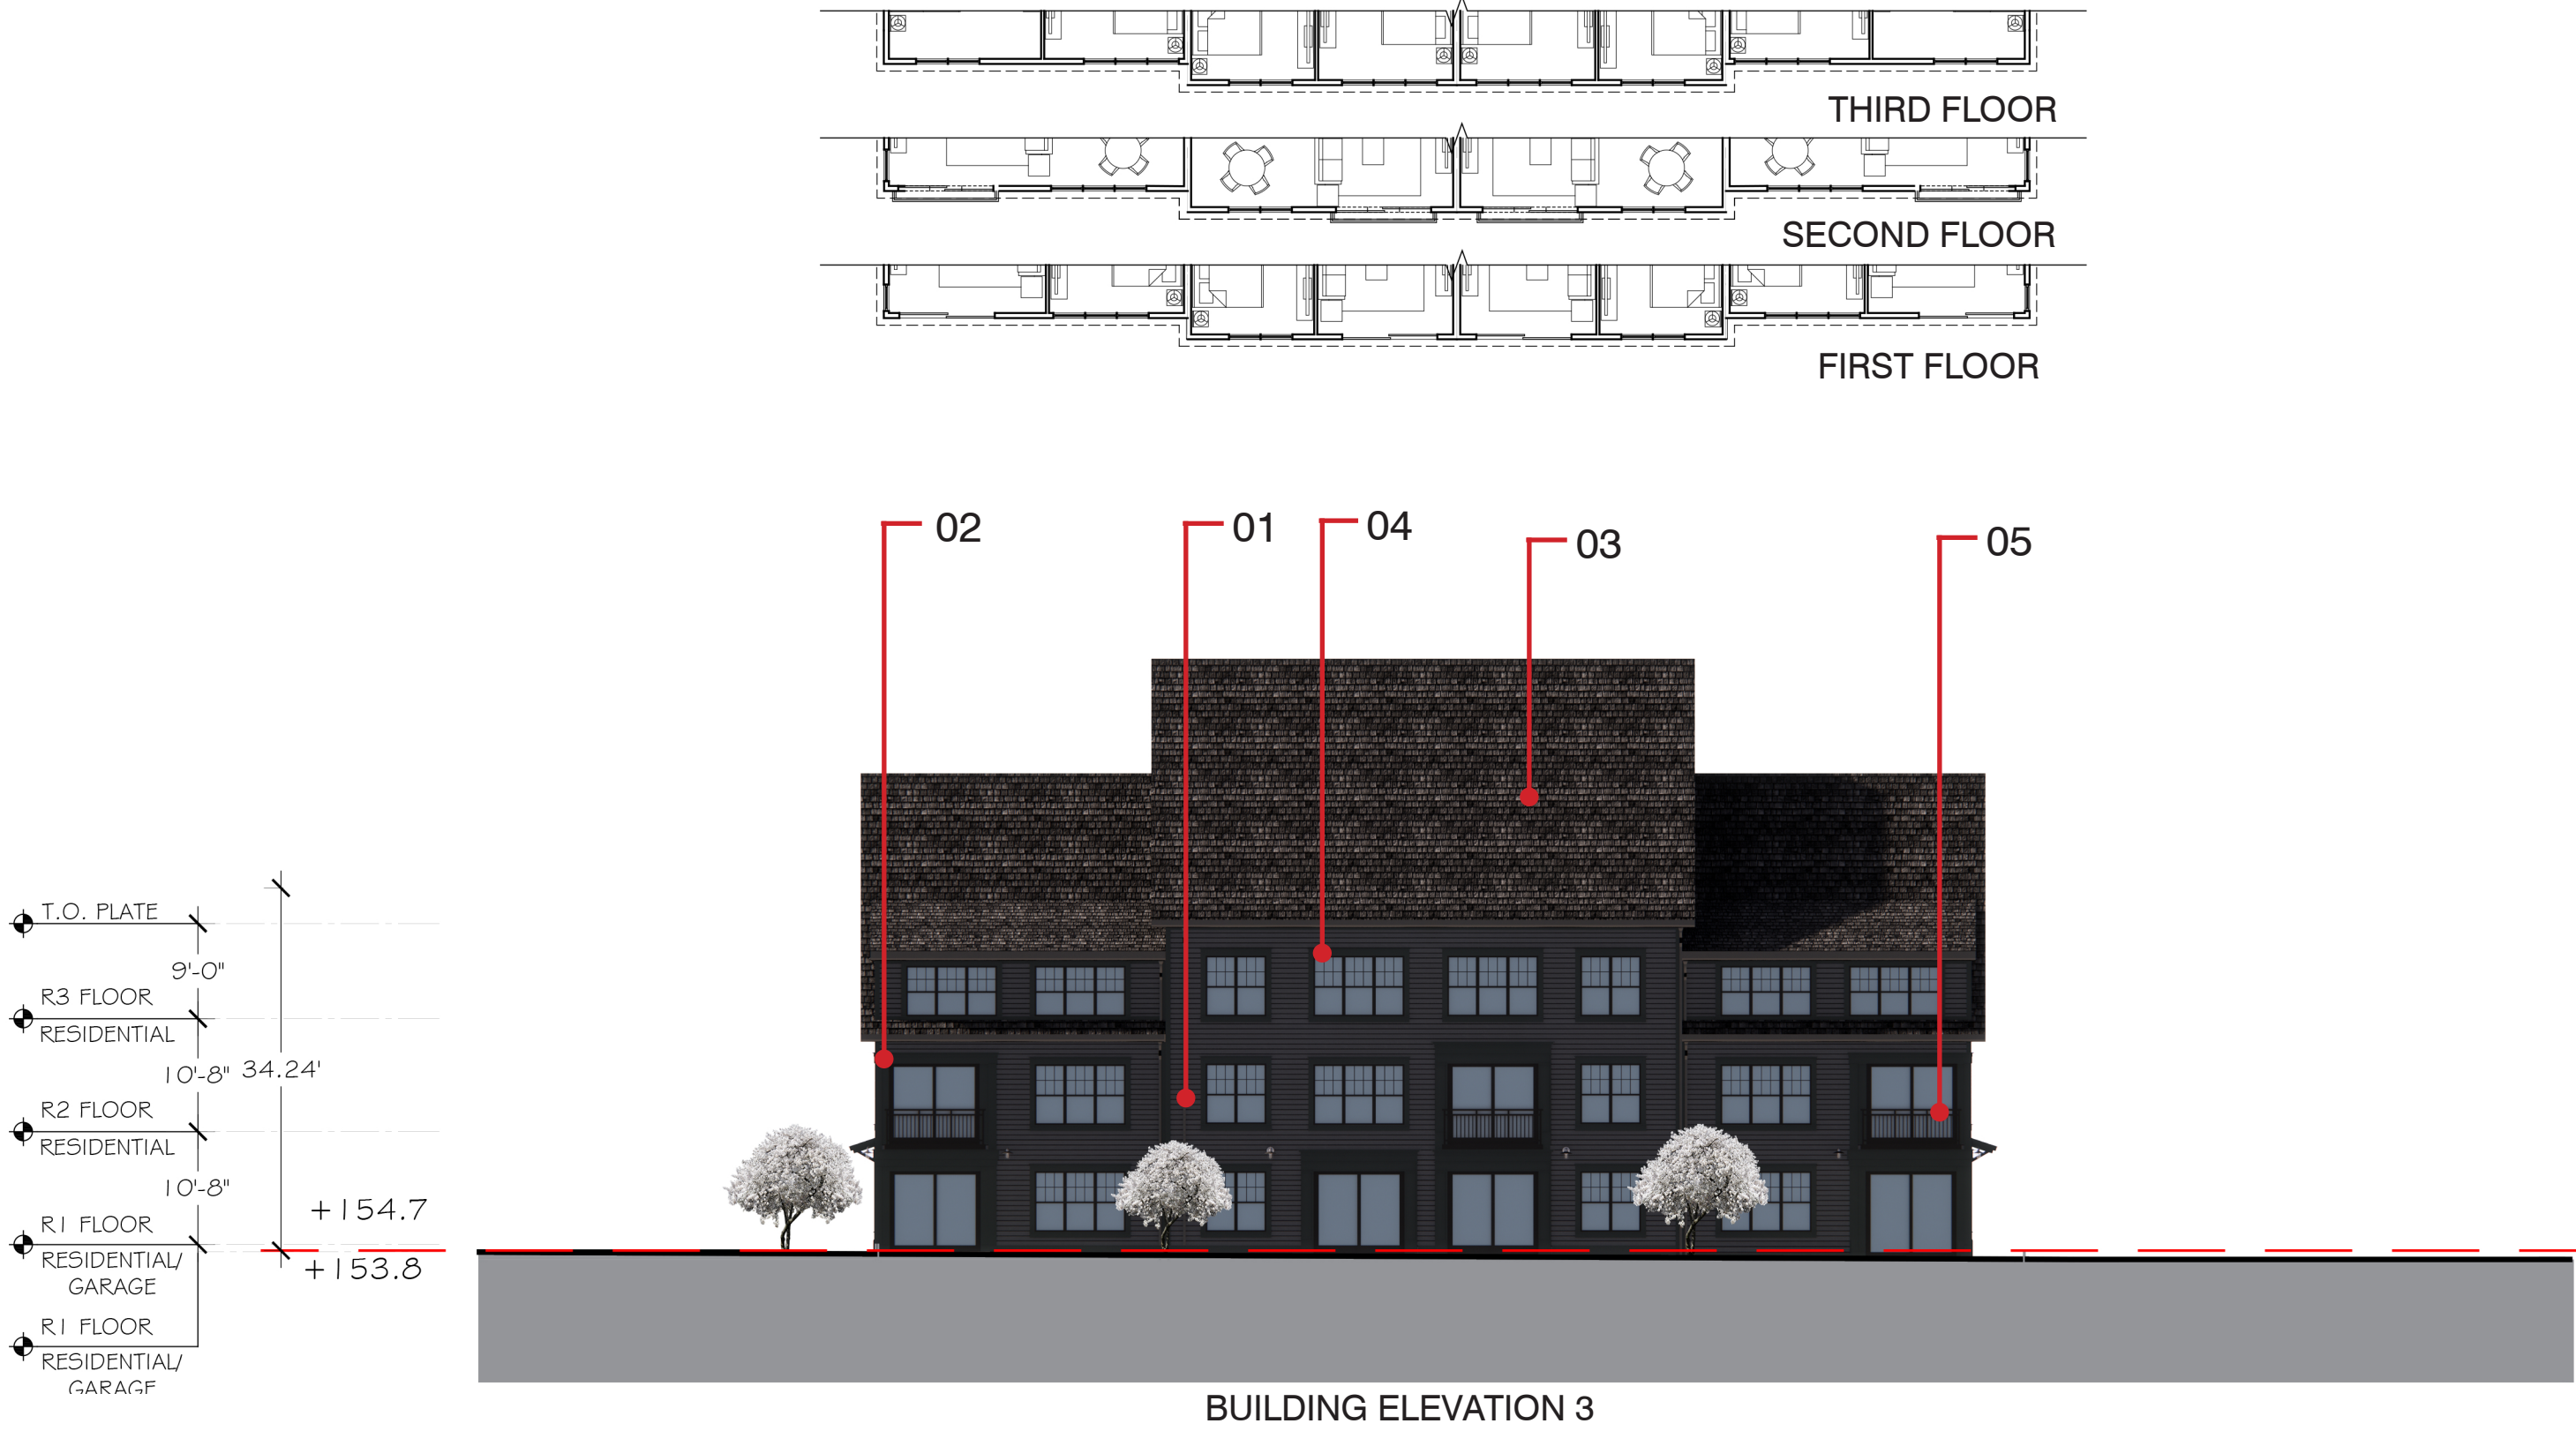 THIRD FLOOR
SECOND FLOOR
FIRST FLOOR
02
01
04
03
05
T.O. PLATE
9'-0"
R3 FLOOR
RESIDENTIAL
10'-8" 34.24'
R2 FLOOR
RESIDENTIAL
10'-8"
+154.7
R1 FLOOR
RESIDENTIAL/
GARAGE
+153.8
R1 FLOOR
RESIDENTIAL/
GARAGE
BUILDING ELEVATION 3